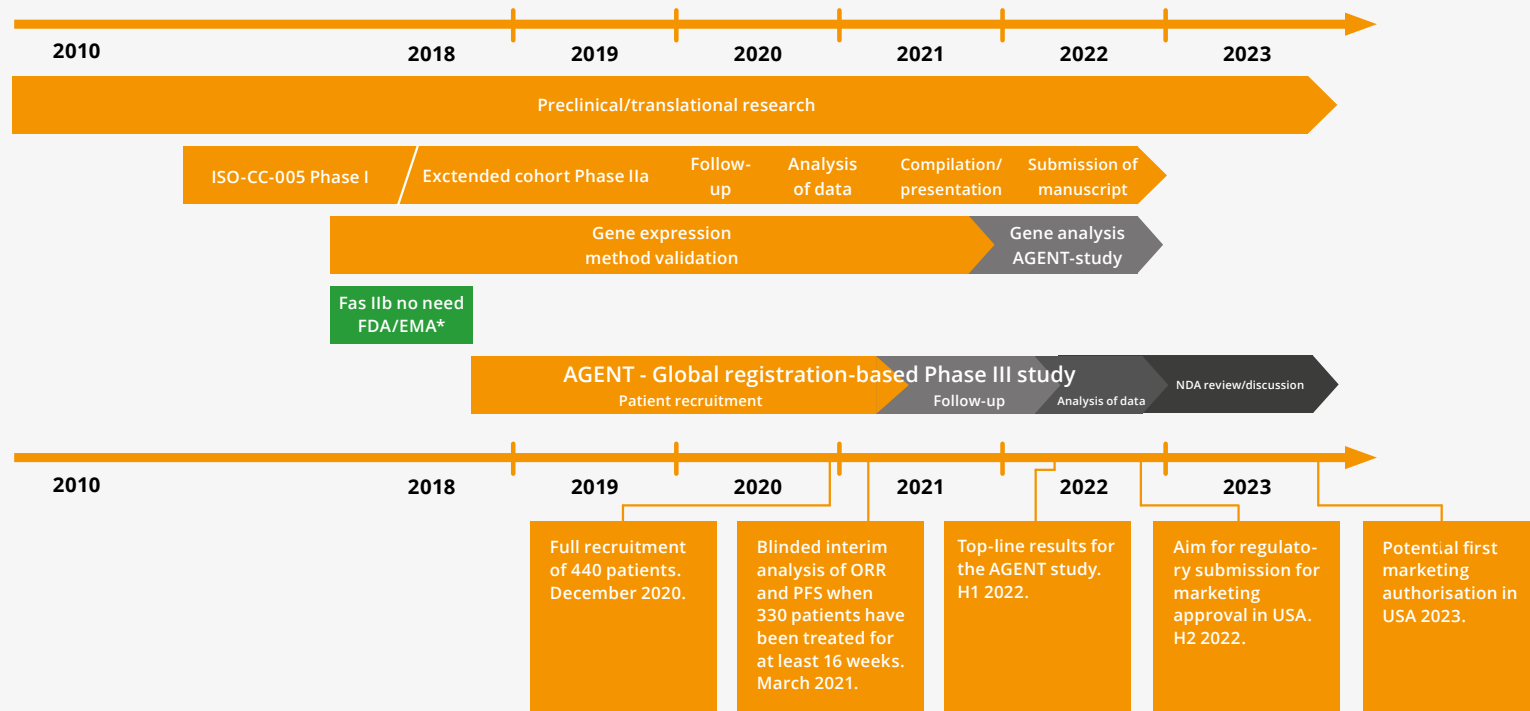 2010
2018
2019
2020
2021
2022
2023
Preclinical/translational research
ISO-CC-005 Phase I
Exctended cohort Phase IIa
Follow-
up
Analysis
of data
Compilation/
presentation
Submission of
manuscript
Gene expression
method validation
Gene analysis
AGENT-study
Fas IIb no need
FDA/EMA*
AGENT - Global registration-based Phase III study
Patient recruitment
Follow-up
Analysis of data
NDA review/discussion
2010
2018
2019
2020
2021
2022
2023
Full recruitment
of 440 patients.
December 2020.
Blinded interim
analysis of ORR
and PFS when
330 patients have
been treated for
at least 16 weeks.
March 2021.
Top-line results for
the AGENT study.
H1 2022.
Aim for regulato-
ry submission for
marketing
approval in USA.
H2 2022.
Potential first
marketing
authorisation in
USA 2023.